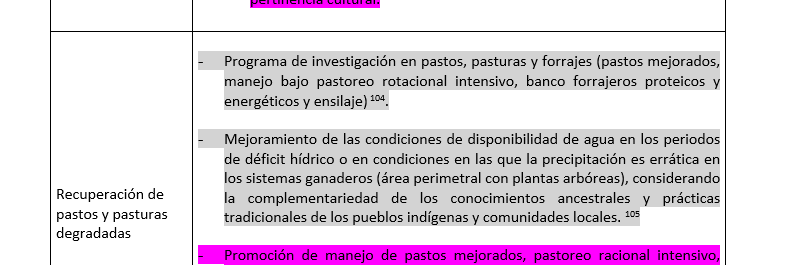 pertinencia cultural.
- Programa de investigación en pastos, pasturas y forrajes (pastos mejorados,
manejo bajo pastoreo rotacional intensivo, banco forrajeros proteicos y
energéticos y ensilaje) 104.
- Mejoramiento de las condiciones de disponibilidad de agua en los periodos
de déficit hídrico o en condiciones en las que la precipitación es errática en
los sistemas ganaderos (área perimetral con plantas arbóreas), considerando
la complementariedad de los conocimientos ancestrales y prácticas
tradicionales de los pueblos indígenas y comunidades locales. 105
Recuperación de
pastos y pasturas
degradadas
- Promoción de manejo de pastos mejorados, pastoreo racional intensivo,